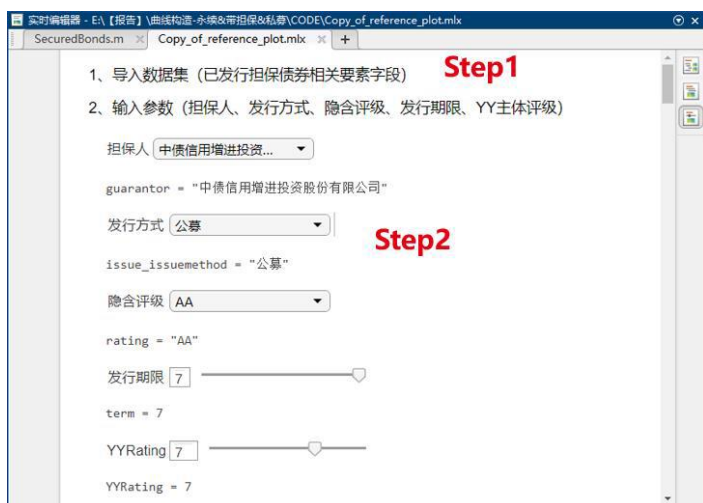 实时编辑器 - E:\【报告】\曲线构造-永续&带担保&私募\CODE\Copy_of_reference_plot.mlx
SecuredBonds.m × Copy_of_reference_plot.mlx × +
1、导入数据集（已发行担保债券相关要素字段） Step1
2、输入参数（担保人、发行方式、隐含评级、发行期限、YY主体评级）
担保人 中债信用增进投资...
guarantor = "中债信用增进投资股份有限公司"
发行方式 公募
Step2
issue_issuemethod = "公募"
隐含评级 AA
rating = "AA"
发行期限 7
term = 7
YYRating 7
YYRating = 7